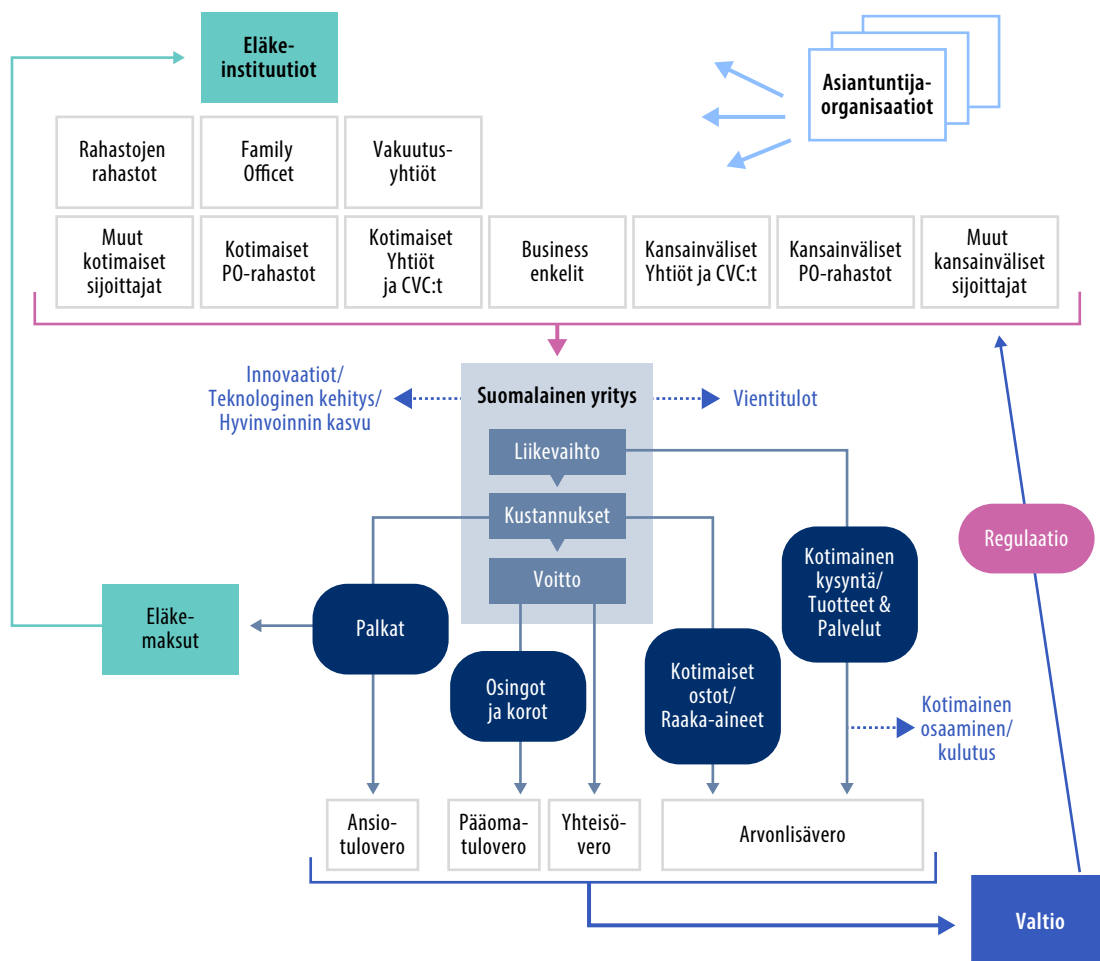 Eläke-
instituutiot
Asiantuntija-
organisaatiot
Rahastojen
rahastot
Family
Officet
Vakuutus-
yhtiöt
Muut
kotimaiset
sijoittajat
Kotimaiset
PO-rahastot
Kotimaiset
Yhtiöt
ja CVC:t
Business
enkelit
Kansainväliset
Yhtiöt ja CVC:t
Kansainväliset
PO-rahastot
Muut
kansainväliset
sijoittajat
Innovaatiot/
Teknologinen kehitys/
Hyvinvoinnin kasvu
Suomalainen yritys
Vientitulot
Liikevaihto
Kustannukset
Voitto
Regulaatio
Kotimainen
kysyntä/
Tuotteet &
Palvelut
Eläke-
maksut
Palkat
Osingot
ja korot
Kotimaiset
ostot/
Raaka-aineet
Kotimainen
osaaminen/
kulutus
Ansio-
tulovero
Pääoma-
tulovero
Yhteisö-
vero
Arvonlisävero
Valtio